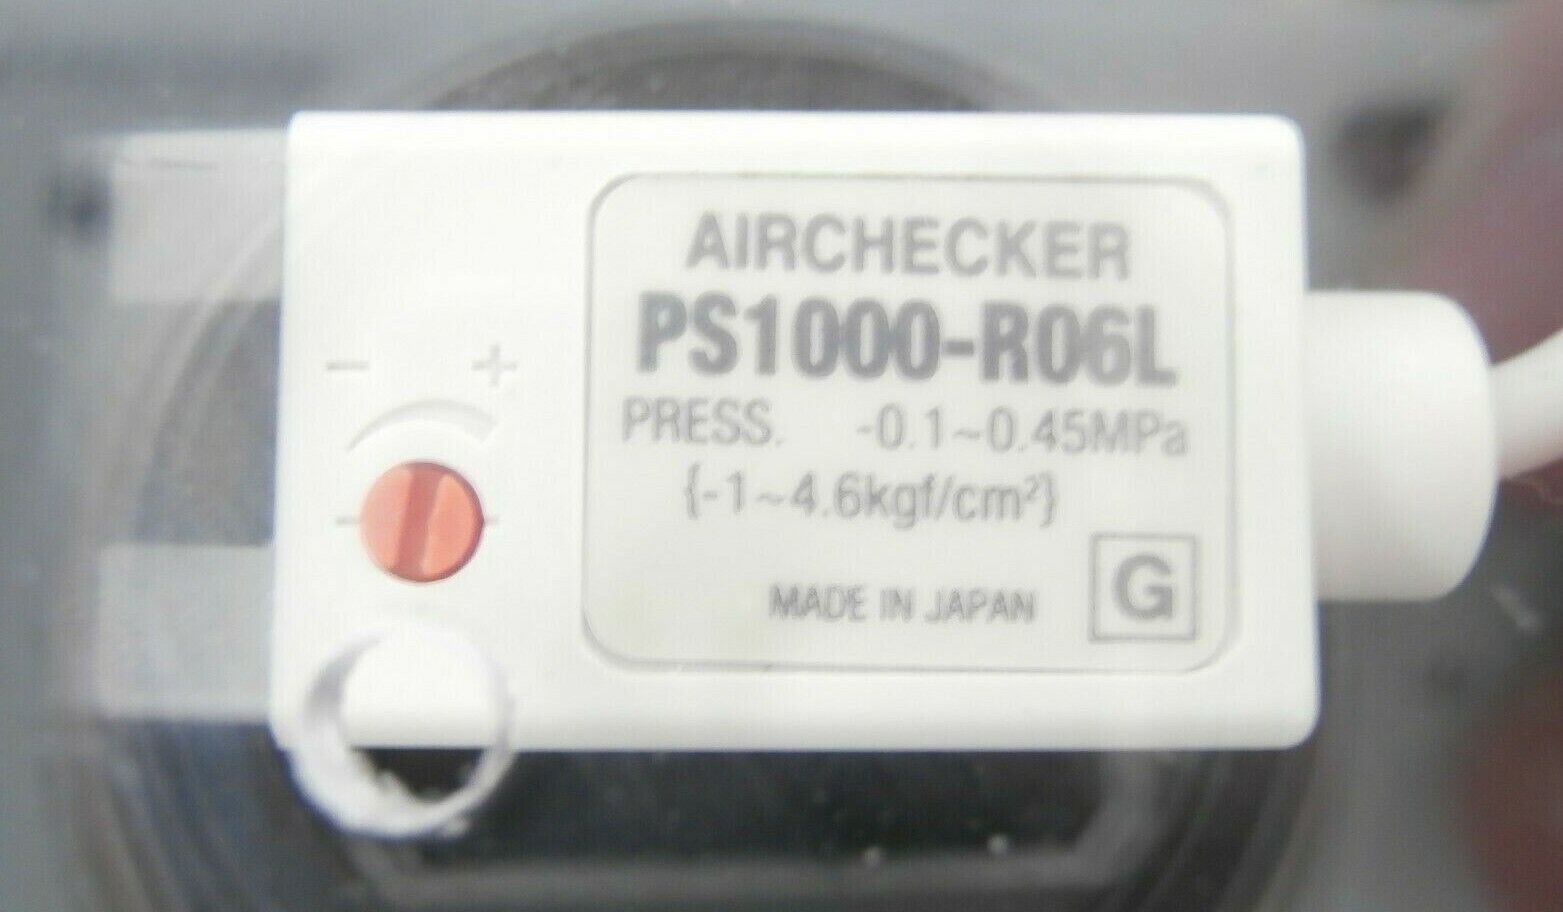 AIRCHECKER
PS1000-R06L
PRESS. -0.1~0.45MPa
{-1~4.6kgf/cm²}
MADE IN JAPAN
G
- +